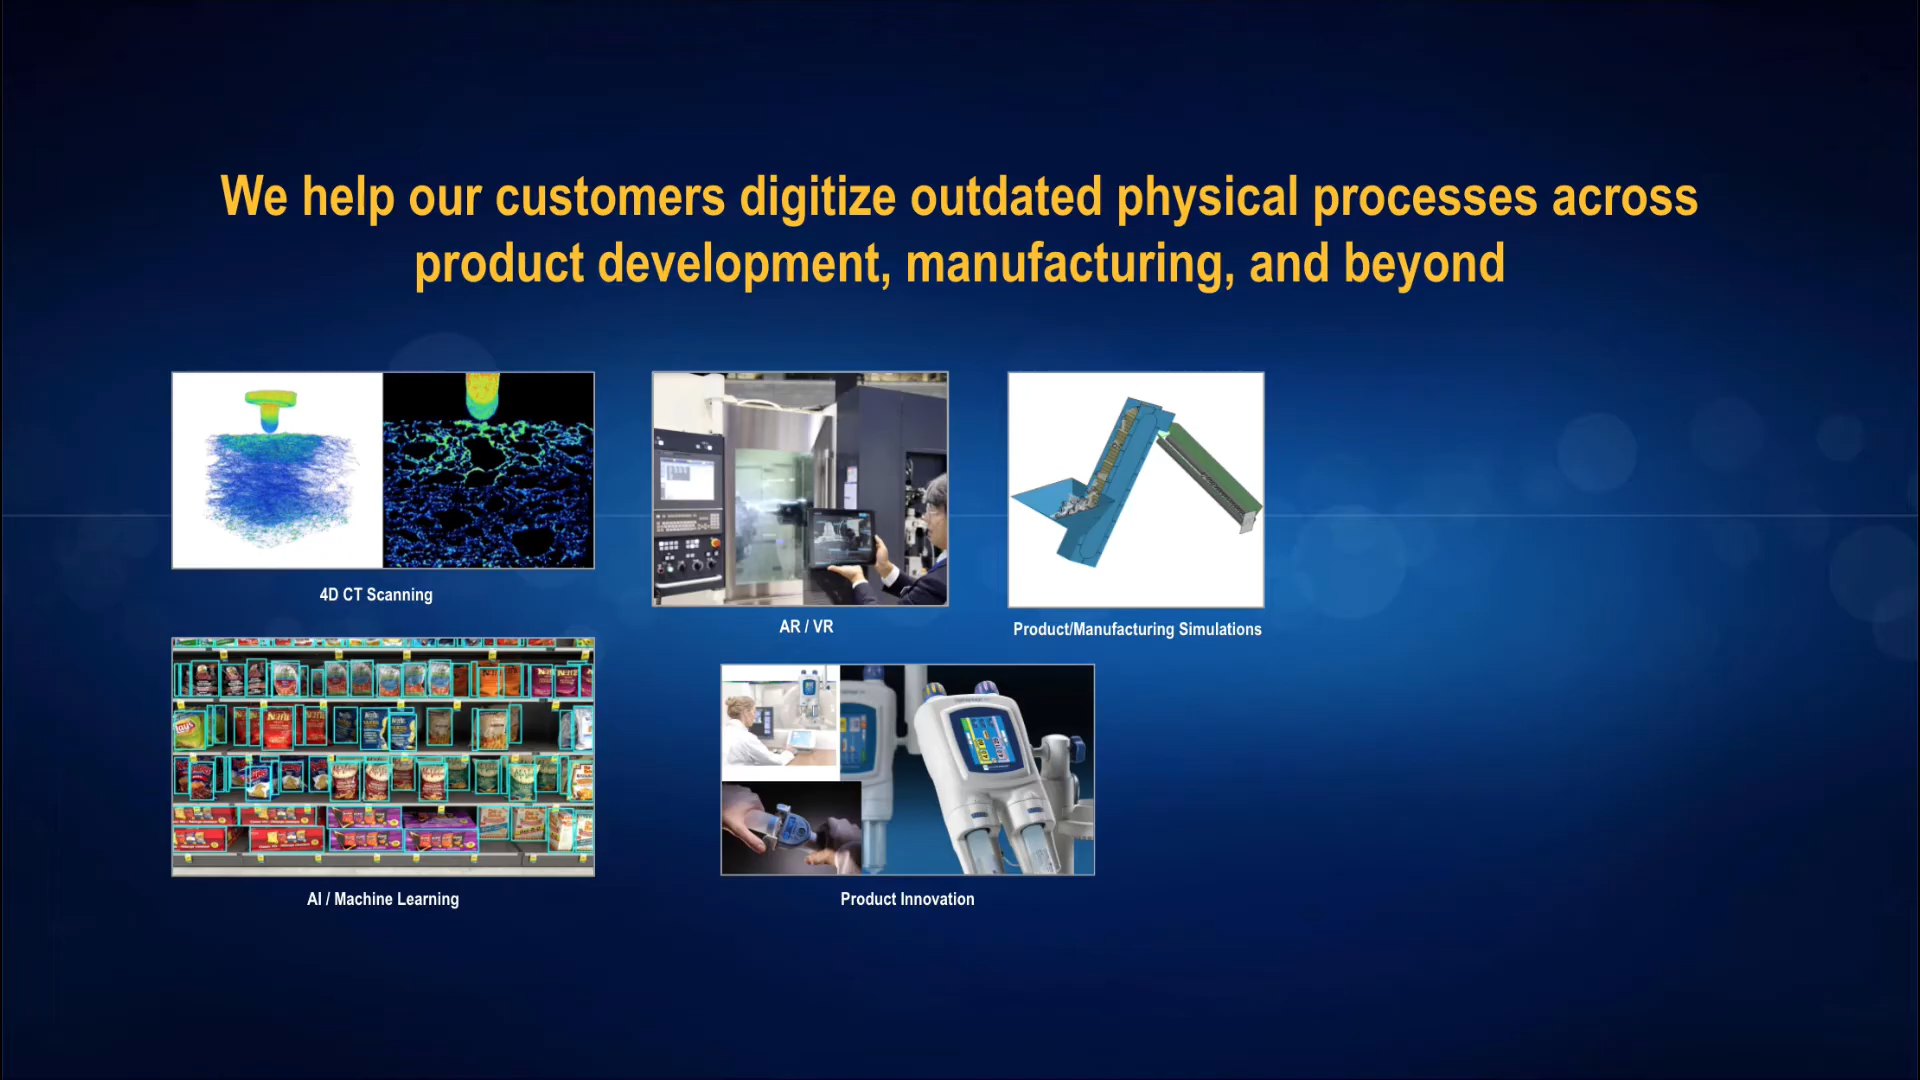 We help our customers digitize outdated physical processes across
product development, manufacturing, and beyond
4D CT Scanning
AR / VR
Product/Manufacturing Simulations
AI / Machine Learning
Product Innovation